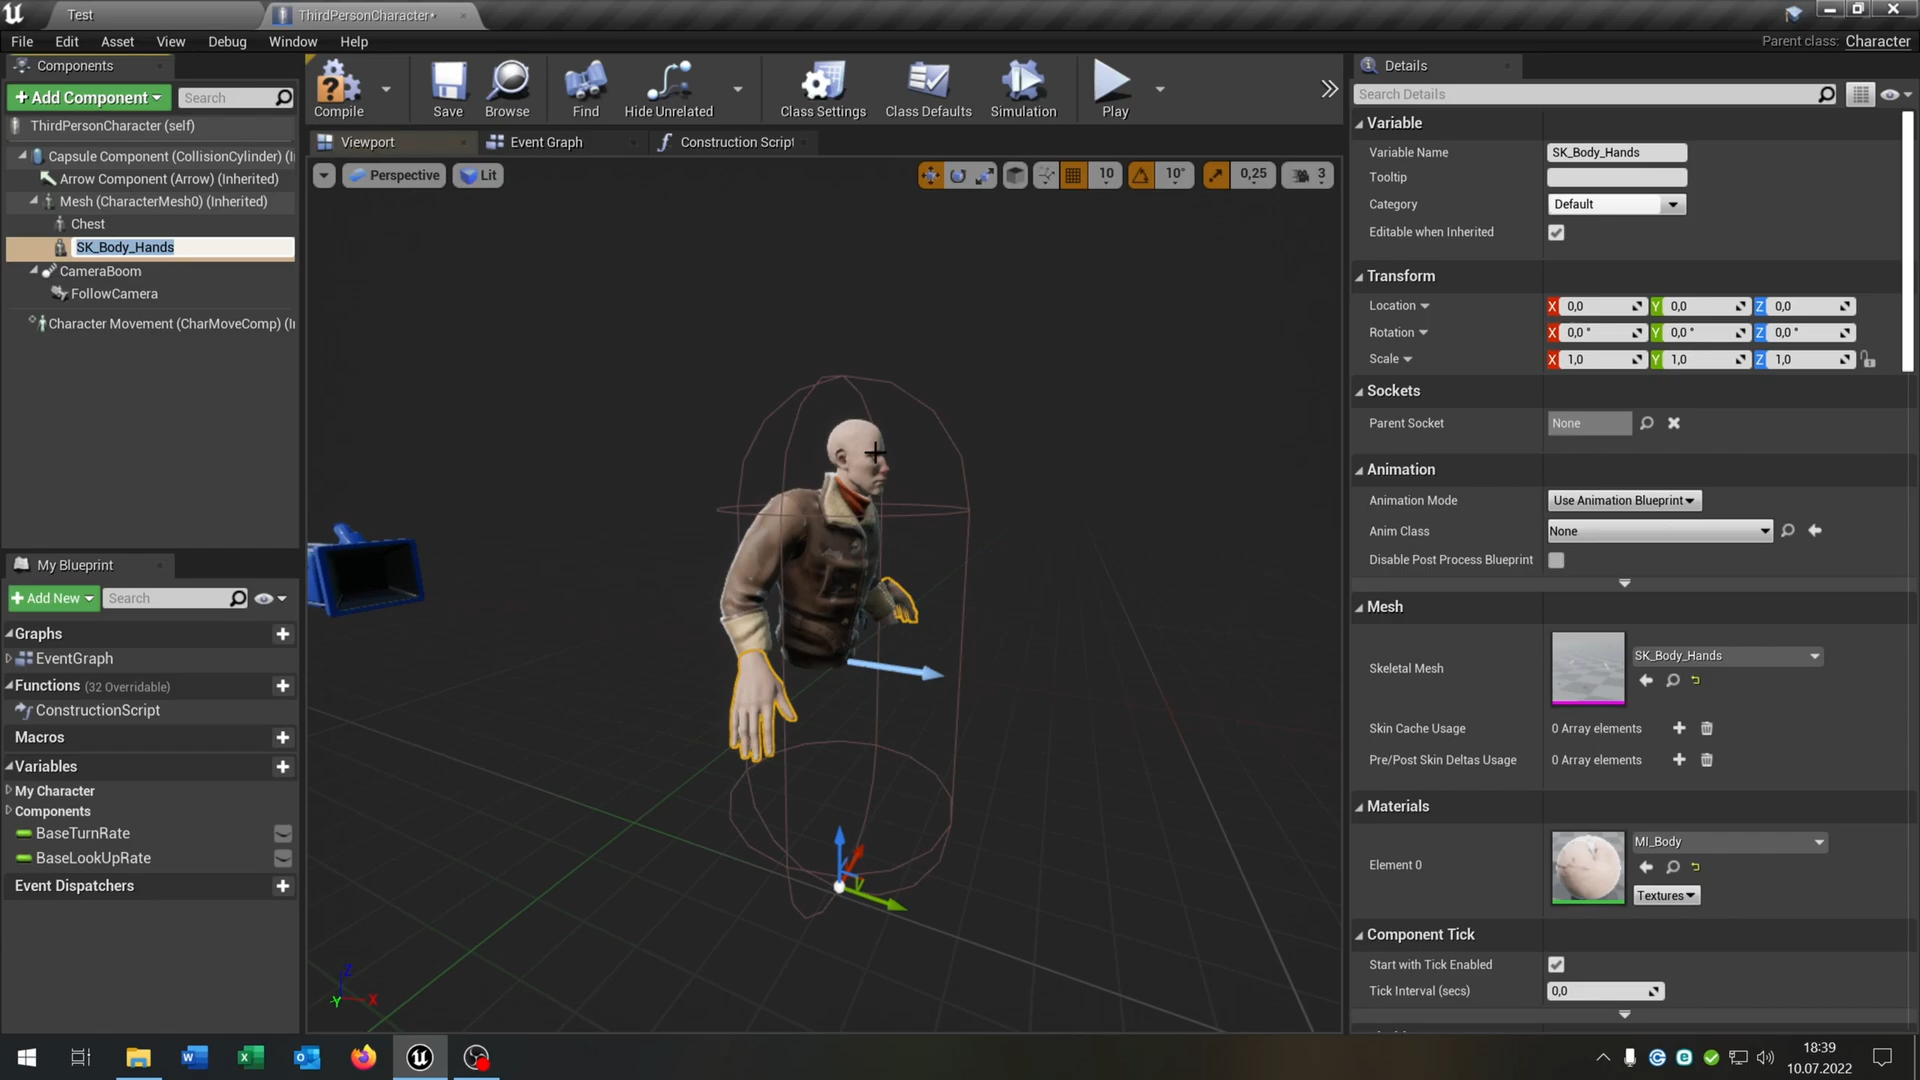 Test
ThirdPersonCharacter*
File
Edit
Asset
View
Debug
Window
Help
Parent class: Character
Components
+ Add Component
Search
ThirdPersonCharacter (self)
Capsule Component (CollisionCylinder) (I
Arrow Component (Arrow) (Inherited)
Mesh (CharacterMesh0) (Inherited)
Chest
SK_Body_Hands
CameraBoom
FollowCamera
Character Movement (CharMoveComp) (I
Compile
Save
Browse
Find
Hide Unrelated
Class Settings
Class Defaults
Simulation
Play
Viewport
Event Graph
Construction Script
Perspective
Lit
10
10°
0,25
3
Z
Y
X
My Blueprint
+ Add New
Search
Graphs
EventGraph
Functions (32 Overridable)
ConstructionScript
Macros
Variables
My Character
Components
BaseTurnRate
BaseLookUpRate
Event Dispatchers
Details
Search Details
Variable
Variable Name SK_Body_Hands
Tooltip
Category Default
Editable when Inherited
Transform
Location X 0,0 Y 0,0 Z 0,0
Rotation X 0,0 ° Y 0,0 ° Z 0,0 °
Scale X 1,0 Y 1,0 Z 1,0
Sockets
Parent Socket None
Animation
Animation Mode Use Animation Blueprint
Anim Class None
Disable Post Process Blueprint
Mesh
Skeletal Mesh SK_Body_Hands
Skin Cache Usage 0 Array elements
Pre/Post Skin Deltas Usage 0 Array elements
Materials
Element 0 MI_Body
Textures
Component Tick
Start with Tick Enabled
Tick Interval (secs) 0,0
18:39
10.07.2022